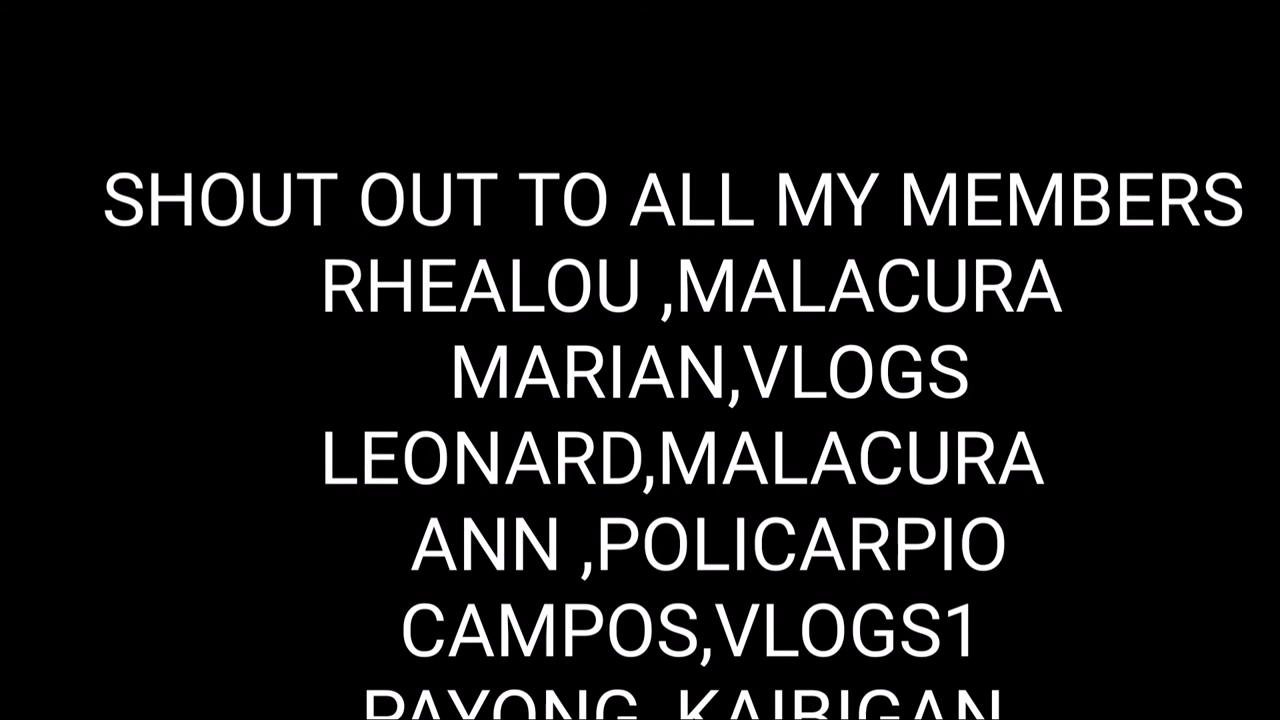 SHOUT OUT TO ALL MY MEMBERS
RHEALOU ,MALACURA
MARIAN,VLOGS
LEONARD,MALACURA
ANN ,POLICARPIO
CAMPOS,VLOGS1
PAYONG KAIBIGAN